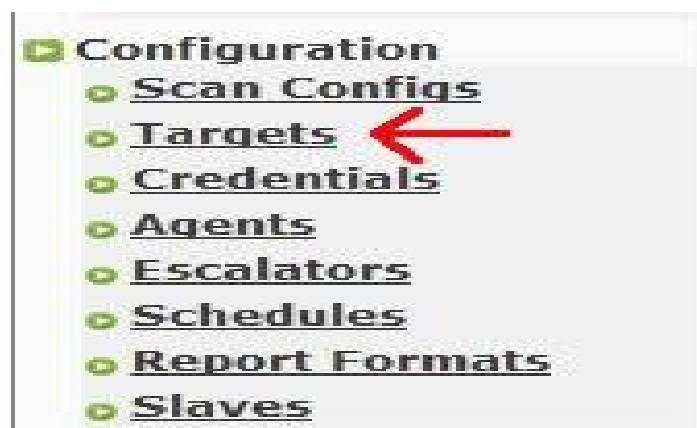 Configuration
Scan Configs
Targets
Credentials
Agents
Escalators
Schedules
Report Formats
Slaves